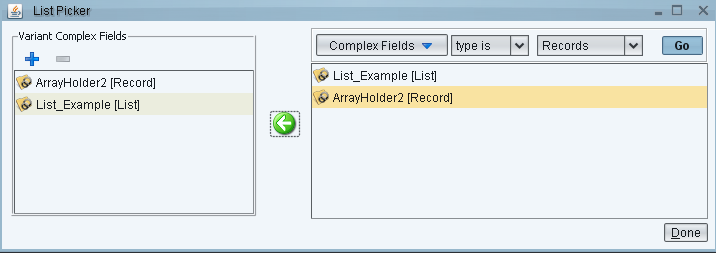 List Picker
Variant Complex Fields
ArrayHolder2 [Record]
List_Example [List]
Complex Fields type is Records Go
List_Example [List]
ArrayHolder2 [Record]
Done